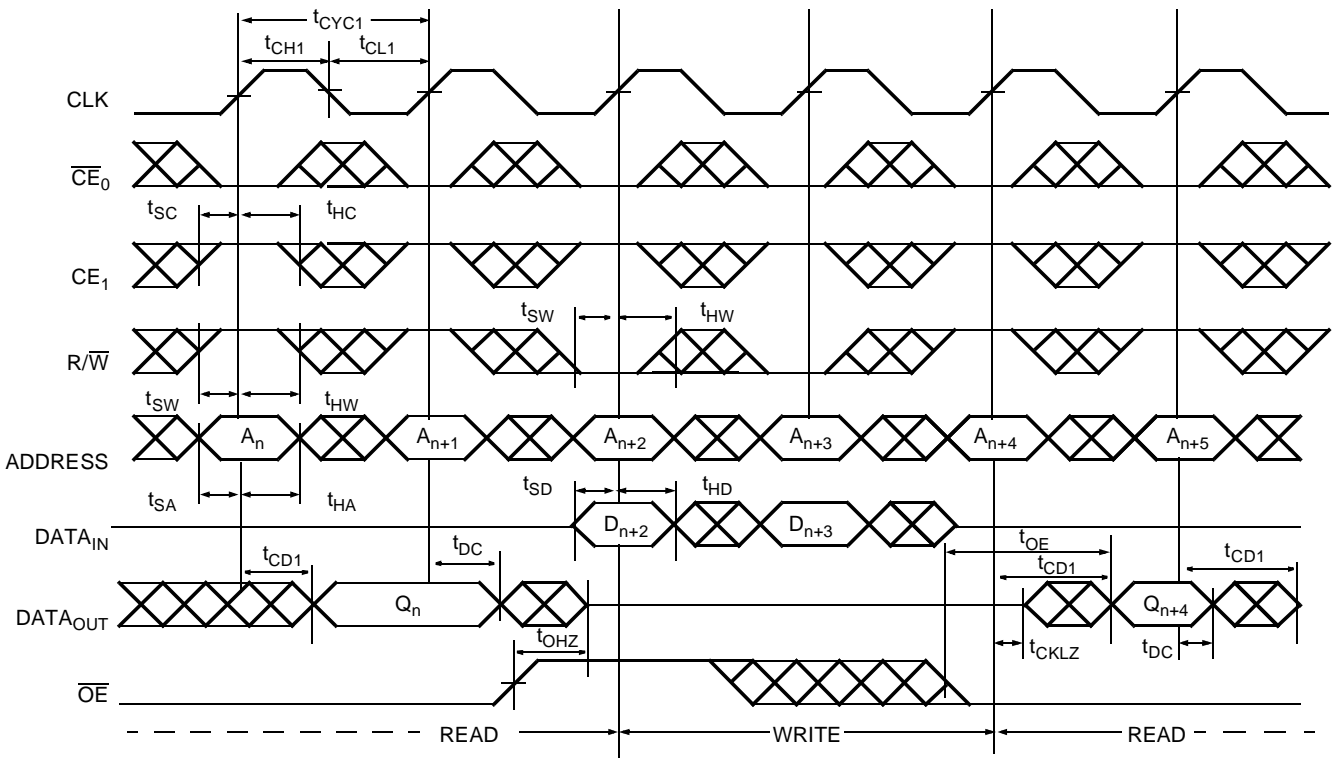 tCYC1
tCH1 tCL1
CLK
CE0
tSC tHC
CE1
tSW tHW
R/W
tSW tHW
An An+1 An+2 An+3 An+4 An+5
ADDRESS
tSA tHA tSD tHD
DATAIN Dn+2 Dn+3
tOE
tCD1 tDC tCD1 tCD1
DATAOUT Qn Qn+4
tOHZ tCKLZ tDC
OE
READ WRITE READ